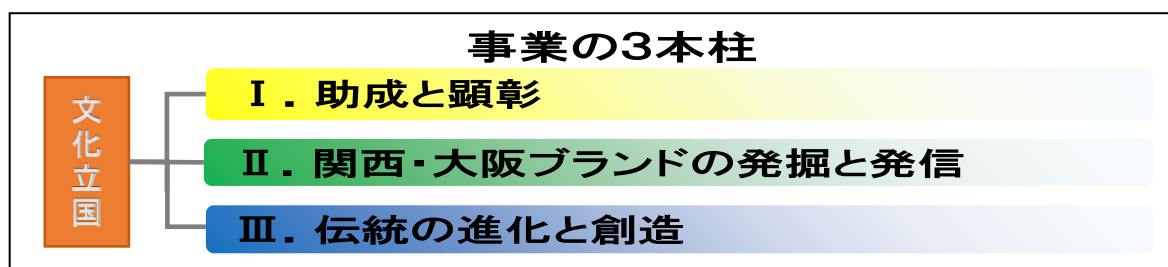 事業の３本柱
文化立国
Ⅰ．助成と顕彰
Ⅱ．関西・大阪ブランドの発掘と発信
Ⅲ．伝統の進化と創造